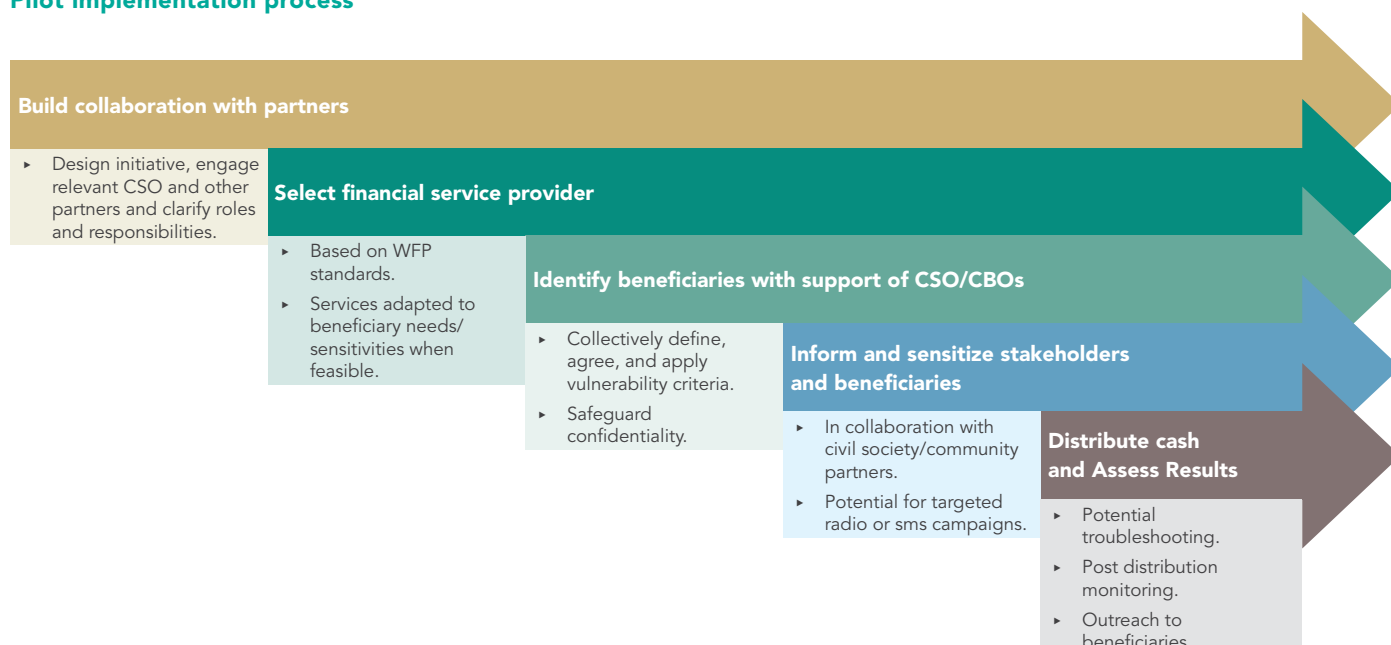 Pilot implementation process
Build collaboration with partners
▸ Design initiative, engage
relevant CSO and other
partners and clarify roles
and responsibilities.
Select financial service provider
▸ Based on WFP
standards.
▸ Services adapted to
beneficiary needs/
sensitivities when
feasible.
Identify beneficiaries with support of CSO/CBOs
▸ Collectively define,
agree, and apply
vulnerability criteria.
▸ Safeguard
confidentiality.
Inform and sensitize stakeholders
and beneficiaries
▸ In collaboration with
civil society/community
partners.
▸ Potential for targeted
radio or sms campaigns.
Distribute cash
and Assess Results
▸ Potential
troubleshooting.
▸ Post distribution
monitoring.
▸ Outreach to
beneficiaries